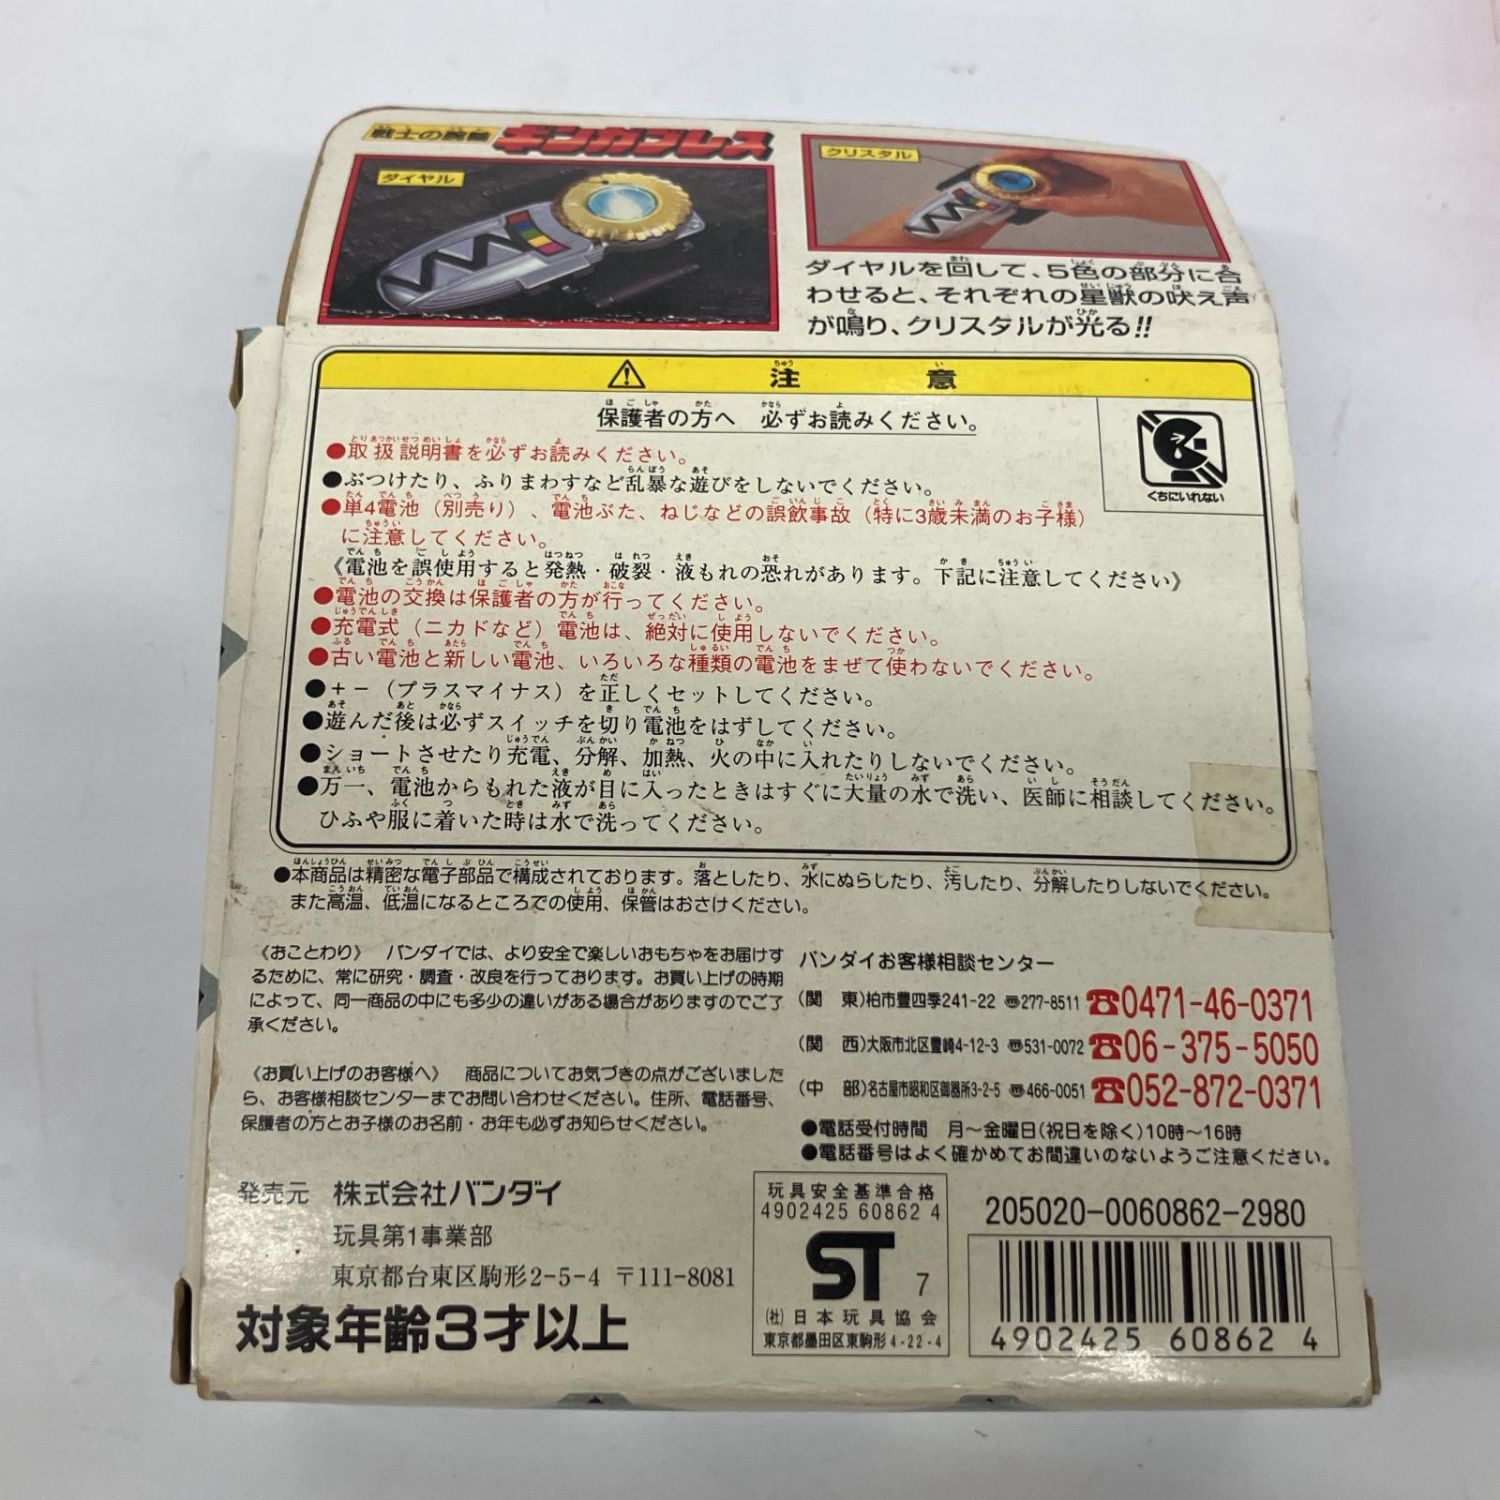 戦士の腕輪 ギンガブレス
ダイヤル
クリスタル
ダイヤルを回して、5色の部分に合
わせると、それぞれの星獣の吠え声
が鳴り、クリスタルが光る!!
⚠ 注意
保護者の方へ 必ずお読みください。
くちにいれない
●取扱説明書を必ずお読みください。
●ぶつけたり、ふりまわすなど乱暴な遊びをしないでください。
●単4電池（別売り）、電池ぶた、ねじなどの誤飲事故（特に3歳未満のお子様）
に注意してください。
《電池を誤使用すると発熱・破裂・液もれの恐れがあります。下記に注意してください》
●電池の交換は保護者の方が行ってください。
●充電式（ニカドなど）電池は、絶対に使用しないでください。
●古い電池と新しい電池、いろいろな種類の電池をまぜて使わないでください。
●＋－（プラスマイナス）を正しくセットしてください。
●遊んだ後は必ずスイッチを切り電池をはずしてください。
●ショートさせたり充電、分解、加熱、火の中に入れたりしないでください。
●万一、電池からもれた液が目に入ったときはすぐに大量の水で洗い、医師に相談してください。
ひふや服に着いた時は水で洗ってください。
●本商品は精密な電子部品で構成されております。落としたり、水にぬらしたり、汚したり、分解したりしないでください。
また高温、低温になるところでの使用、保管はおさけください。
《おことわり》 バンダイでは、より安全で楽しいおもちゃをお届けす
るために、常に研究・調査・改良を行っております。お買い上げの時期
によって、同一商品の中にも多少の違いがある場合がありますのでご了
承ください。
《お買い上げのお客様へ》 商品についてお気づきの点がございました
ら、お客様相談センターまでお問い合わせください。住所、電話番号、
保護者の方とお子様のお名前・お年も必ずお知らせください。
バンダイお客様相談センター
(関 東)柏市豊四季241-22 〠277-8511 ☎0471-46-0371
(関 西)大阪市北区豊崎4-12-3 〠531-0072 ☎06-375-5050
(中 部)名古屋市昭和区御器所3-2-5 〠466-0051 ☎052-872-0371
●電話受付時間 月～金曜日(祝日を除く)10時～16時
●電話番号はよく確かめてお間違いのないようご注意ください。
発売元 株式会社バンダイ
玩具第1事業部
東京都台東区駒形2-5-4 〒111-8081
対象年齢3才以上
玩具安全基準合格
4902425 60862 4
ST 7
(社)日本玩具協会
東京都墨田区東駒形4-22-4
205020-0060862-2980
4902425 60862 4